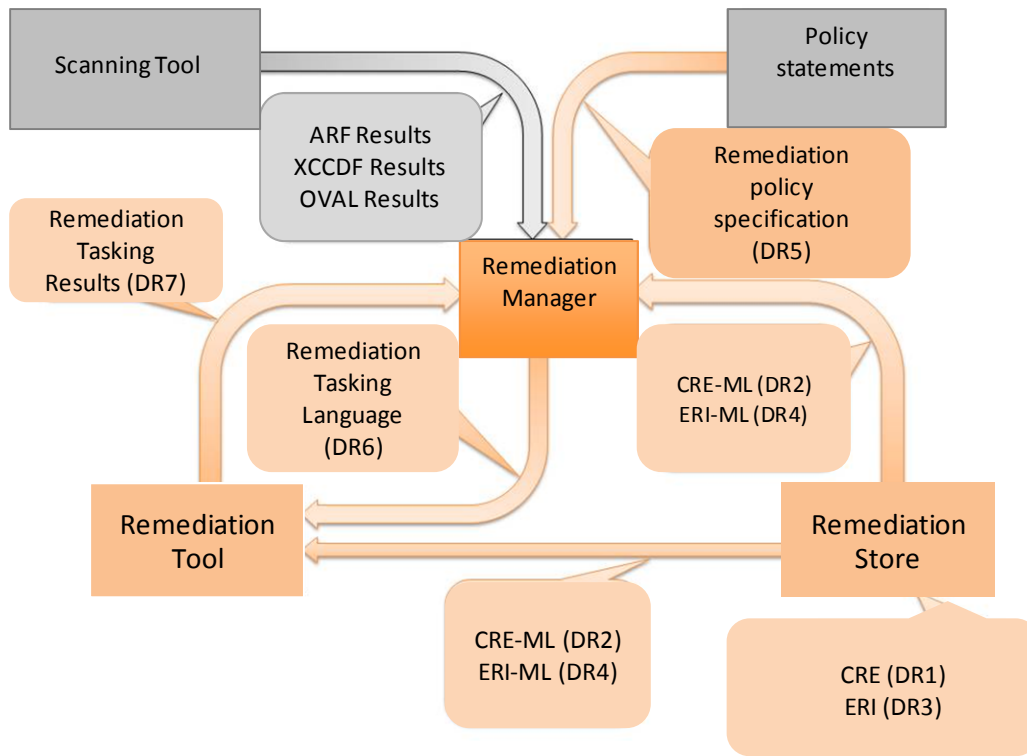 Scanning Tool
Policy
statements
ARF Results
XCCDF Results
OVAL Results
Remediation
policy
specification
(DR5)
Remediation
Tasking
Results (DR7)
Remediation
Manager
Remediation
Tasking
Language
(DR6)
CRE-ML (DR2)
ERI-ML (DR4)
Remediation
Tool
Remediation
Store
CRE-ML (DR2)
ERI-ML (DR4)
CRE (DR1)
ERI (DR3)